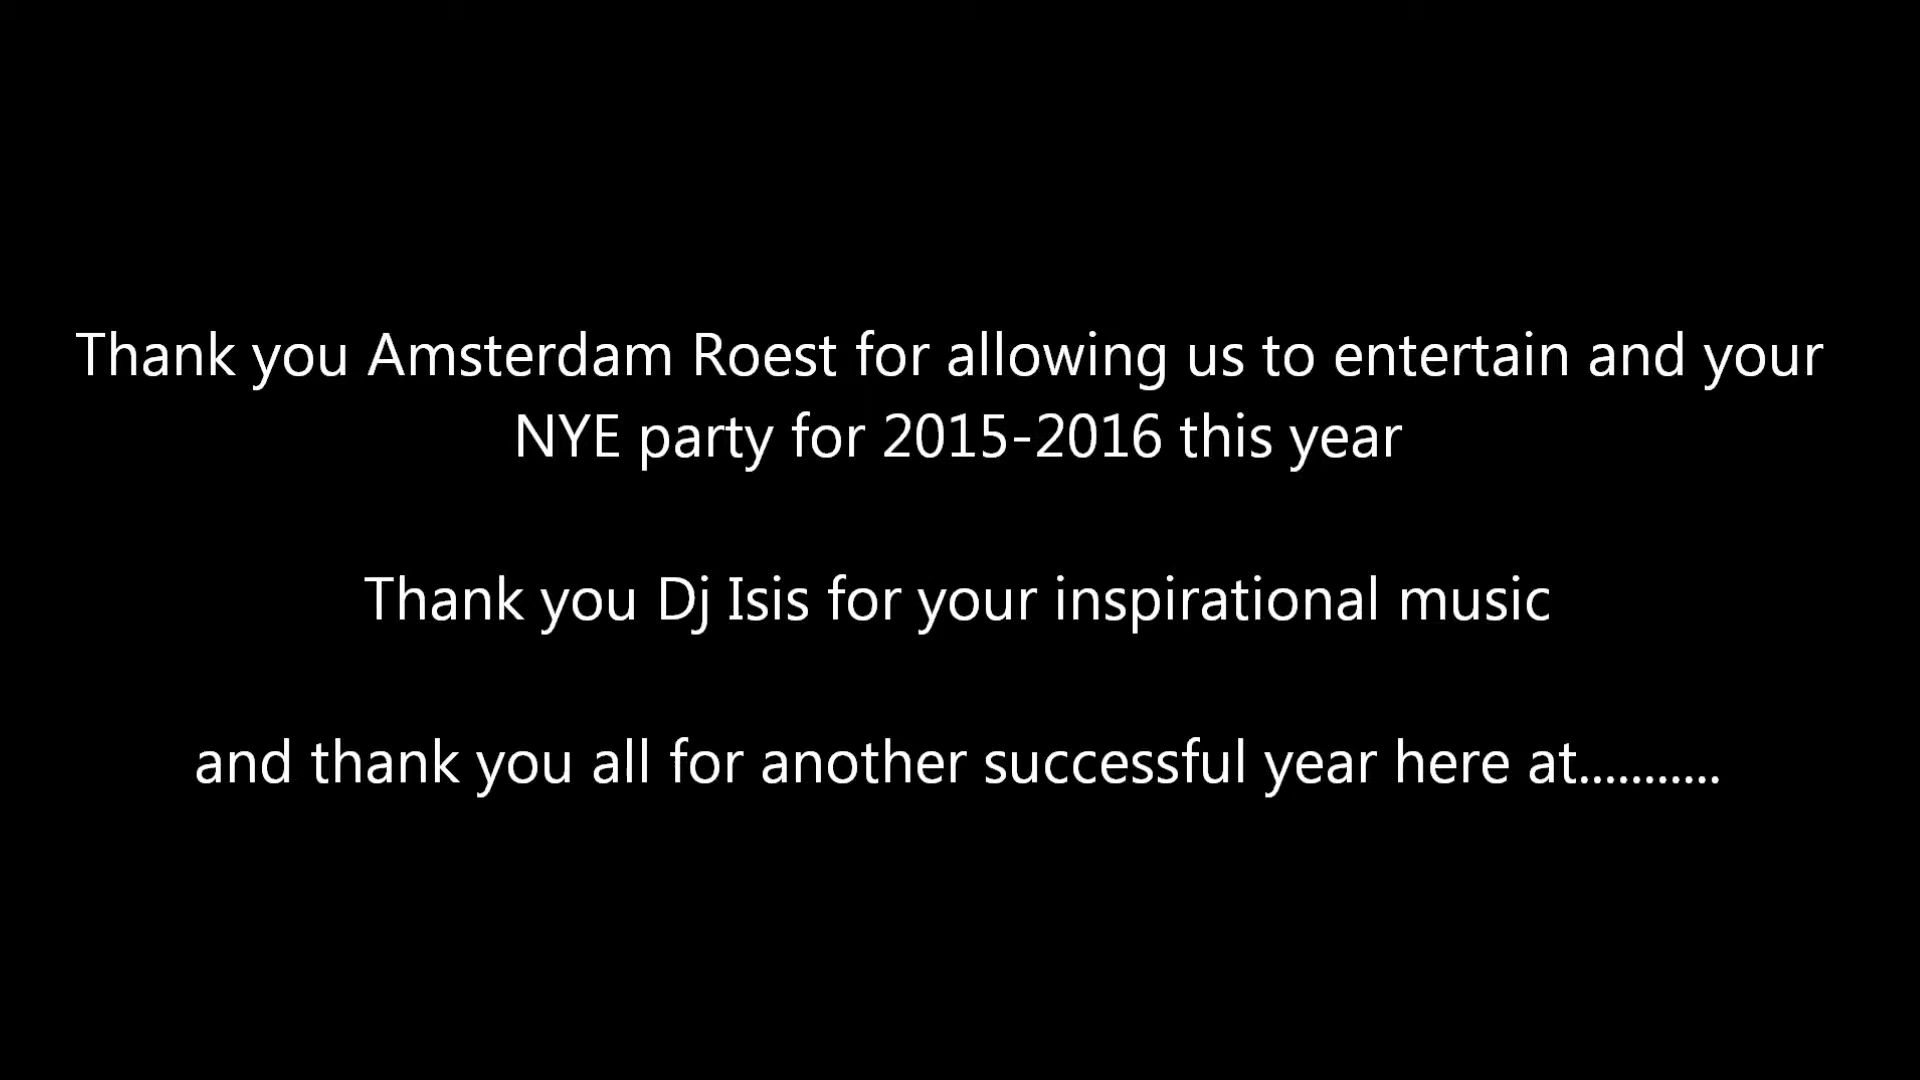 Thank you Amsterdam Roest for allowing us to entertain and your
NYE party for 2015-2016 this year
Thank you Dj Isis for your inspirational music
and thank you all for another successful year here at...........